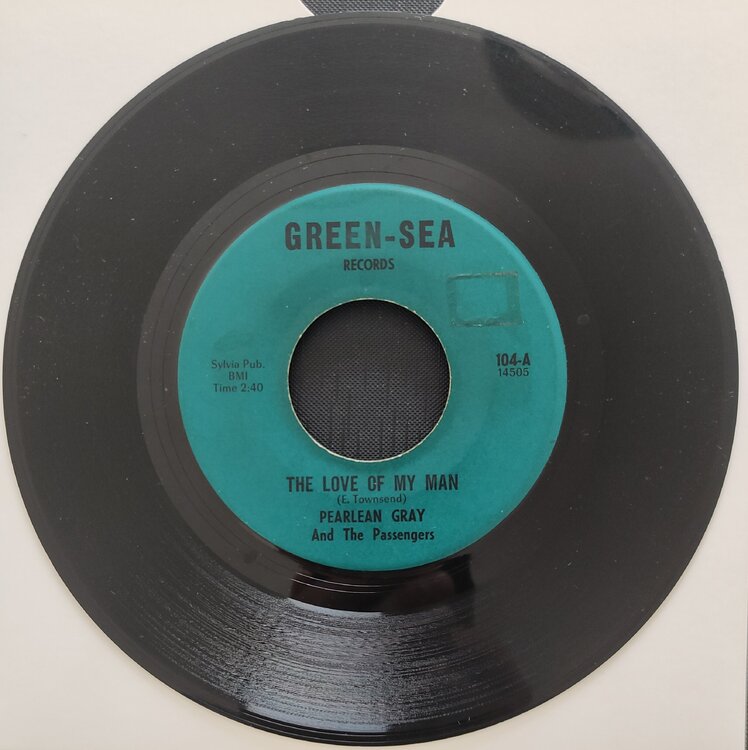 GREEN-SEA
RECORDS
Sylvia Pub.
BMI
Time 2:40
104-A
14505
THE LOVE OF MY MAN
(E. Townsend)
PEARLEAN GRAY
And The Passengers